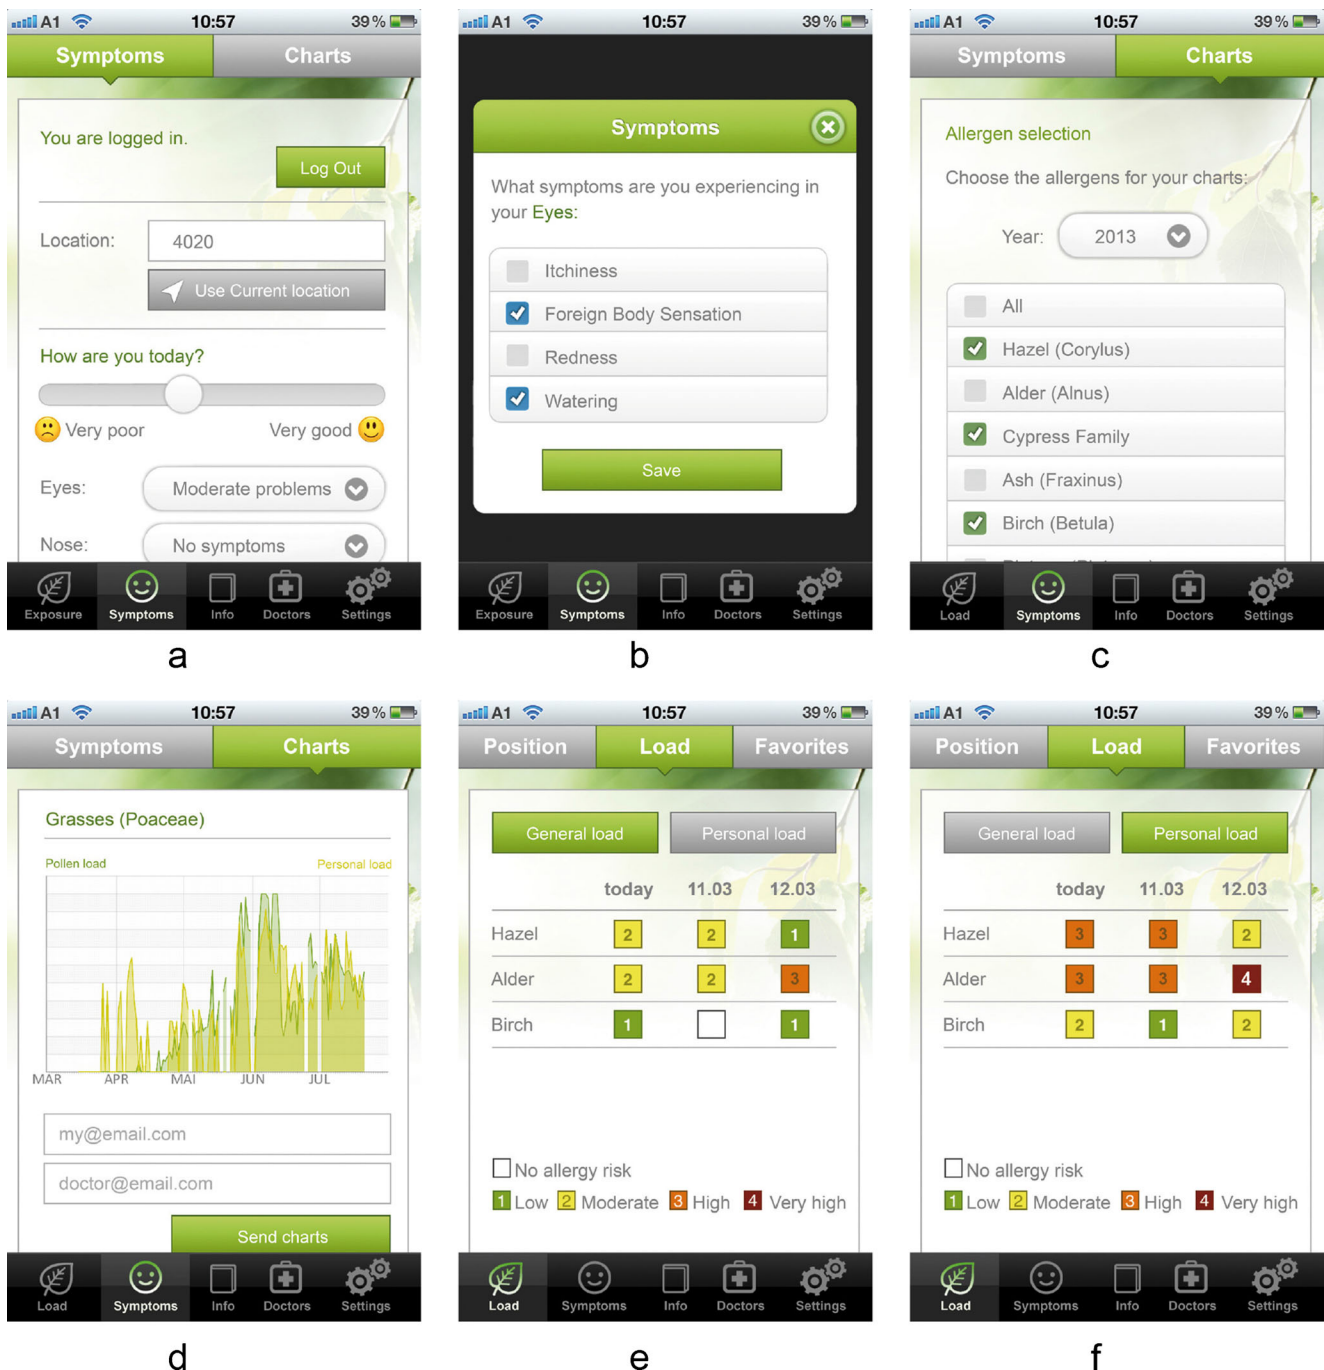 A1 10:57 39 %
Symptoms Charts
You are logged in.
Log Out
Location: 4020
Use Current location
How are you today?
Very poor Very good
Eyes: Moderate problems
Nose: No symptoms
Exposure Symptoms Info Doctors Settings
a
A1 10:57 39 %
Symptoms
What symptoms are you experiencing in
your Eyes:
Itchiness
Foreign Body Sensation
Redness
Watering
Save
Exposure Symptoms Info Doctors Settings
b
A1 10:57 39 %
Symptoms Charts
Allergen selection
Choose the allergens for your charts:
Year: 2013
All
Hazel (Corylus)
Alder (Alnus)
Cypress Family
Ash (Fraxinus)
Birch (Betula)
Load Symptoms Info Doctors Settings
c
A1 10:57 39 %
Symptoms Charts
Grasses (Poaceae)
Pollen load Personal load
MAR APR MAI JUN JUL
my@email.com
doctor@email.com
Send charts
Load Symptoms Info Doctors Settings
d
A1 10:57 39 %
Position Load Favorites
General load Personal load
today 11.03 12.03
Hazel 2 2 1
Alder 2 2 3
Birch 1 1
No allergy risk
1 Low 2 Moderate 3 High 4 Very high
Load Symptoms Info Doctors Settings
e
A1 10:57 39 %
Position Load Favorites
General load Personal load
today 11.03 12.03
Hazel 3 3 2
Alder 3 3 4
Birch 2 1 2
No allergy risk
1 Low 2 Moderate 3 High 4 Very high
Load Symptoms Info Doctors Settings
f